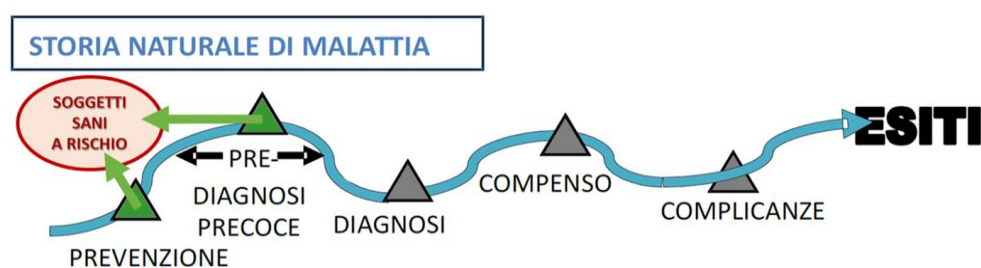 STORIA NATURALE DI MALATTIA
SOGGETTI
SANI
A RISCHIO
PREVENZIONE
PRE-
DIAGNOSI
PRECOCE
DIAGNOSI
COMPENSO
COMPLICANZE
ESITI